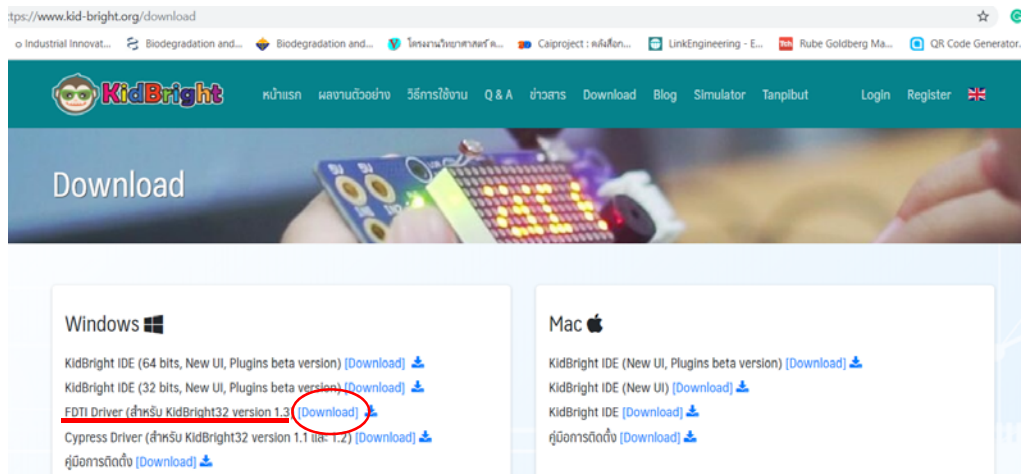 tps://www.kid-bright.org/download
o Industrial Innovat... Biodegradation and... Biodegradation and... โครงงานวิทยาศาสตร์ ด... Caiproject : คลังสื่อก... LinkEngineering - E... Rube Goldberg Ma... QR Code Generator
KidBright หน้าแรก ผลงานตัวอย่าง วิธีการใช้งาน Q & A ข่าวสาร Download Blog Simulator Tanpibut Login Register
Download
Windows
KidBright IDE (64 bits, New UI, Plugins beta version) [Download]
KidBright IDE (32 bits, New UI, Plugins beta version) [Download]
FDTI Driver (สำหรับ KidBright32 version 1.3) [Download]
Cypress Driver (สำหรับ KidBright32 version 1.1 และ 1.2) [Download]
คู่มือการติดตั้ง [Download]
Mac
KidBright IDE (New UI, Plugins beta version) [Download]
KidBright IDE (New UI) [Download]
KidBright IDE [Download]
คู่มือการติดตั้ง [Download]